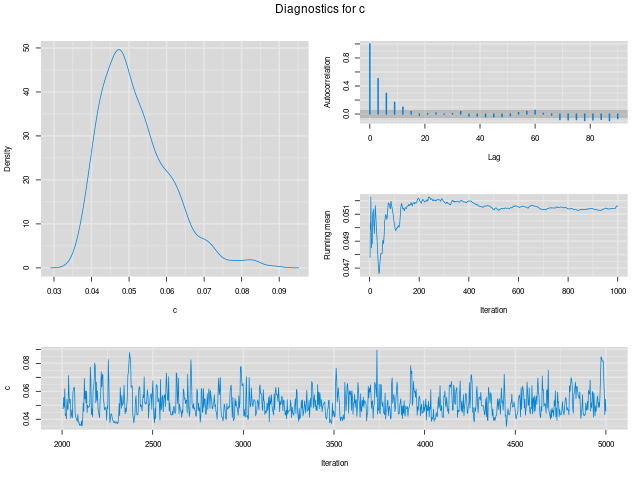 Diagnostics for c
Density
50
40
30
20
10
0
0.03 0.04 0.05 0.06 0.07 0.08 0.09
c
Autocorrelation
0.8
0.4
0.0
0 20 40 60 80
Lag
Running mean
0.051
0.049
0.047
0 200 400 600 800 1000
Iteration
c
0.08
0.06
0.04
2000 2500 3000 3500 4000 4500 5000
Iteration